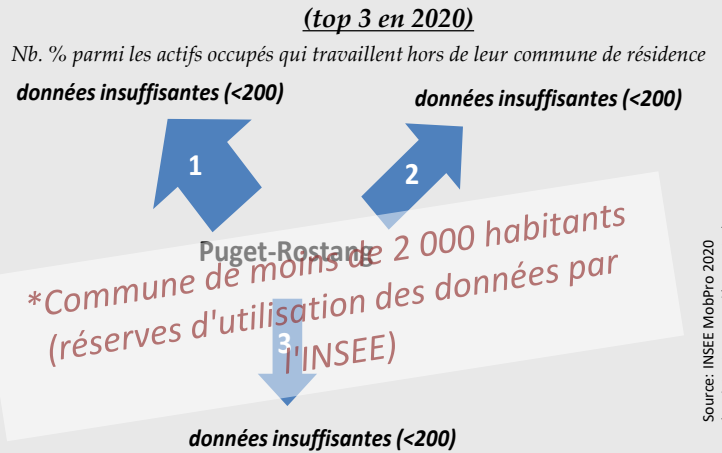 (top 3 en 2020)
Nb. % parmi les actifs occupés qui travaillent hors de leur commune de résidence
données insuffisantes (<200)
données insuffisantes (<200)
1
2
Puget-Rostang
*Commune de moins de 2 000 habitants
(réserves d'utilisation des données par
l'INSEE)
3
données insuffisantes (<200)
Source: INSEE MobPro 2020